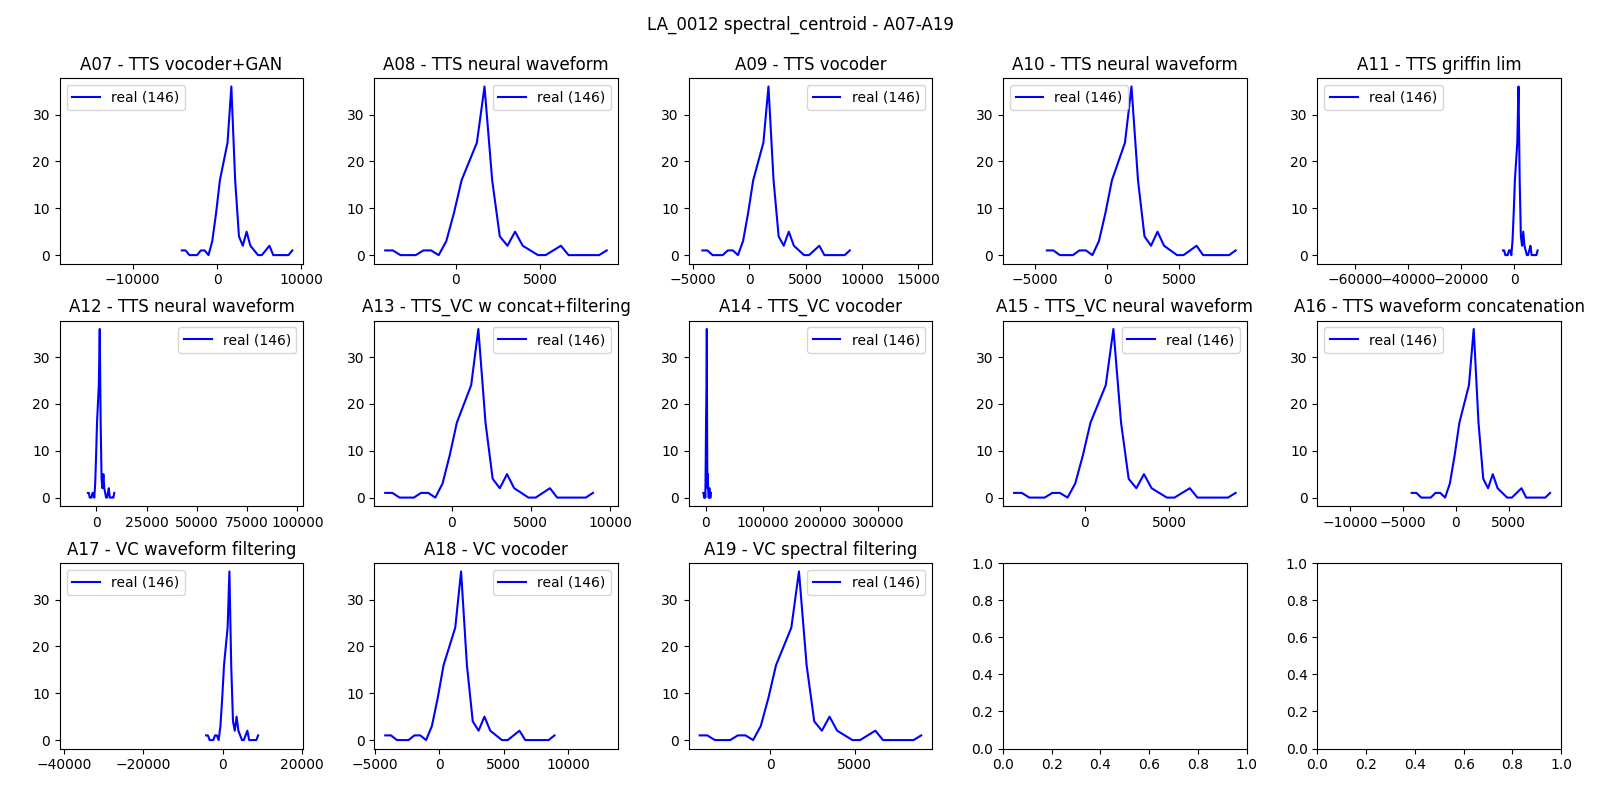 LA_0012 spectral_centroid - A07-A19
A07 - TTS vocoder+GAN
A08 - TTS neural waveform
A09 - TTS vocoder
A10 - TTS neural waveform
A11 - TTS griffin lim
real (146)
real (146)
real (146)
real (146)
real (146)
30
20
10
0
30
20
10
0
30
20
10
0
30
20
10
0
30
20
10
0
−10000 0 10000
0 5000
−5000 0 5000 10000 15000
−5000 0 5000
−60000 −40000 −20000 0
A12 - TTS neural waveform
A13 - TTS_VC w concat+filtering
A14 - TTS_VC vocoder
A15 - TTS_VC neural waveform
A16 - TTS waveform concatenation
real (146)
real (146)
real (146)
real (146)
real (146)
30
20
10
0
30
20
10
0
30
20
10
0
30
20
10
0
30
20
10
0
0 25000 50000 75000 100000
0 5000 10000
0 100000 200000 300000
0 5000
−10000 −5000 0 5000
A17 - VC waveform filtering
A18 - VC vocoder
A19 - VC spectral filtering
real (146)
real (146)
real (146)
30
20
10
0
30
20
10
0
30
20
10
0
1.0
0.8
0.6
0.4
0.2
0.0
1.0
0.8
0.6
0.4
0.2
0.0
−40000 −20000 0 20000
−5000 0 5000 10000
0 5000
0.0 0.2 0.4 0.6 0.8 1.0
0.0 0.2 0.4 0.6 0.8 1.0